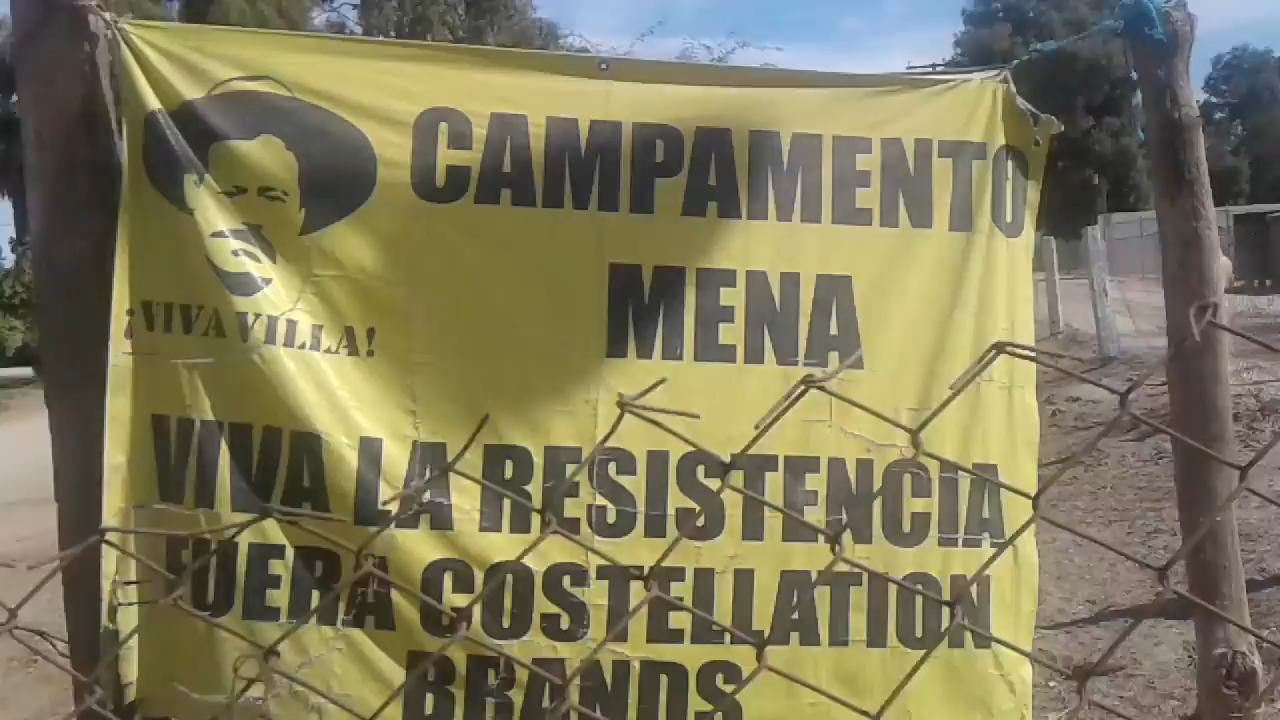 CAMPAMENTO
MENA
¡VIVA VILLA!
VIVA LA RESISTENCIA
FUERA COSTELLATION
BRANDS